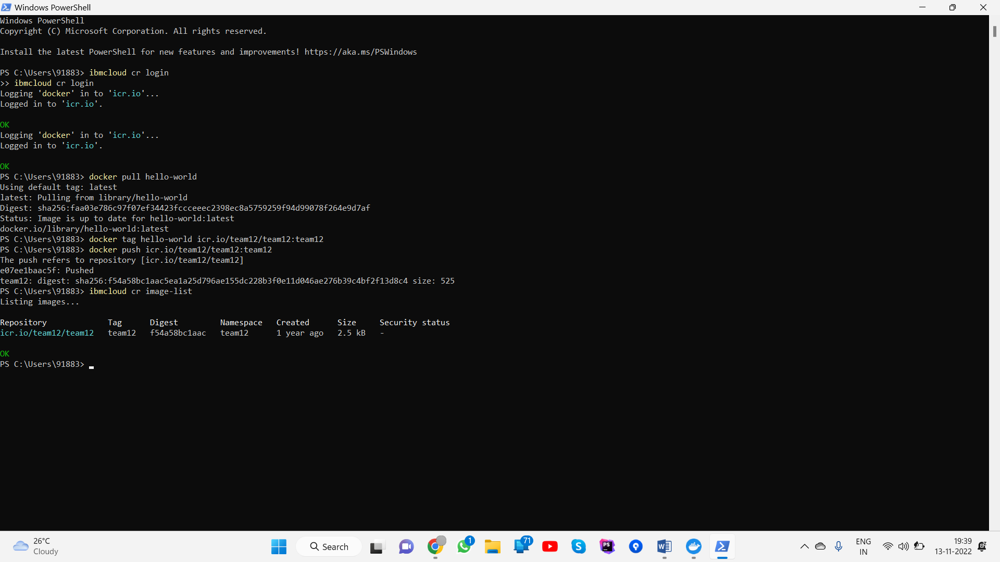 Windows PowerShell
Windows PowerShell
Copyright (C) Microsoft Corporation. All rights reserved.
Install the latest PowerShell for new features and improvements! https://aka.ms/PSWindows
PS C:\Users\91883> ibmcloud cr login
>> ibmcloud cr login
Logging 'docker' in to 'icr.io'...
Logged in to 'icr.io'.
OK
Logging 'docker' in to 'icr.io'...
Logged in to 'icr.io'.
OK
PS C:\Users\91883> docker pull hello-world
Using default tag: latest
latest: Pulling from library/hello-world
Digest: sha256:faa03e786c97f07ef34423fccceeec2398ec8a5759259f94d99078f264e9d7af
Status: Image is up to date for hello-world:latest
docker.io/library/hello-world:latest
PS C:\Users\91883> docker tag hello-world icr.io/team12/team12:team12
PS C:\Users\91883> docker push icr.io/team12/team12:team12
The push refers to repository [icr.io/team12/team12]
e07ee1baac5f: Pushed
team12: digest: sha256:f54a58bc1aac5ea1a25d796ae155dc228b3f0e11d046ae276b39c4bf2f13d8c4 size: 525
PS C:\Users\91883> ibmcloud cr image-list
Listing images...
Repository Tag Digest Namespace Created Size Security status
icr.io/team12/team12 team12 f54a58bc1aac team12 1 year ago 2.5 kB -
OK
PS C:\Users\91883>
26°C
Cloudy
Search
1
71
PS
ENG
IN
19:39
13-11-2022